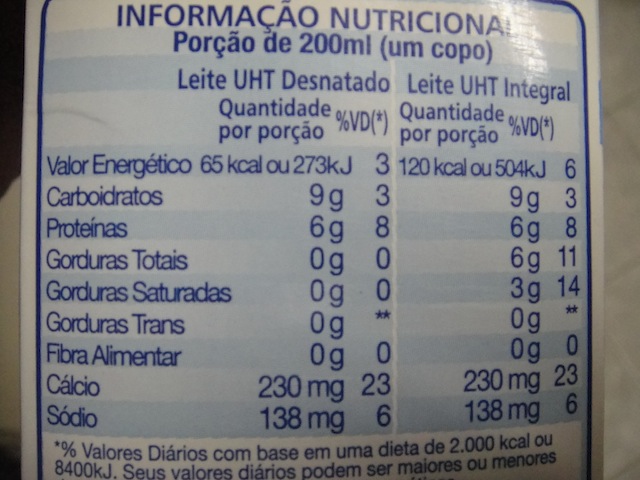 INFORMAÇÃO NUTRICIONAL
Porção de 200ml (um copo)
Leite UHT Desnatado Leite UHT Integral
Quantidade por porção %VD(*) Quantidade por porção %VD(*)
Valor Energético 65 kcal ou 273kJ 3 120 kcal ou 504kJ 6
Carboidratos 9g 3 9g 3
Proteínas 6g 8 6g 8
Gorduras Totais 0g 0 6g 11
Gorduras Saturadas 0g 0 3g 14
Gorduras Trans 0g ** 0g **
Fibra Alimentar 0g 0 0g 0
Cálcio 230 mg 23 230 mg 23
Sódio 138 mg 6 138 mg 6
*% Valores Diários com base em uma dieta de 2.000 kcal ou
8400kJ. Seus valores diários podem ser maiores ou menores